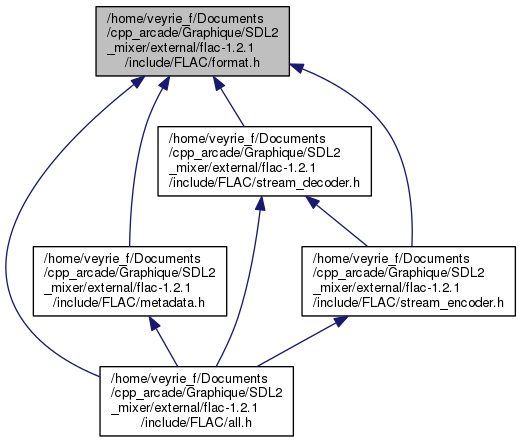 /home/veyrie_f/Documents
/cpp_arcade/Graphique/SDL2
_mixer/external/flac-1.2.1
/include/FLAC/format.h
/home/veyrie_f/Documents
/cpp_arcade/Graphique/SDL2
_mixer/external/flac-1.2.1
/include/FLAC/stream_decoder.h
/home/veyrie_f/Documents
/cpp_arcade/Graphique/SDL2
_mixer/external/flac-1.2.1
/include/FLAC/metadata.h
/home/veyrie_f/Documents
/cpp_arcade/Graphique/SDL2
_mixer/external/flac-1.2.1
/include/FLAC/stream_encoder.h
/home/veyrie_f/Documents
/cpp_arcade/Graphique/SDL2
_mixer/external/flac-1.2.1
/include/FLAC/all.h